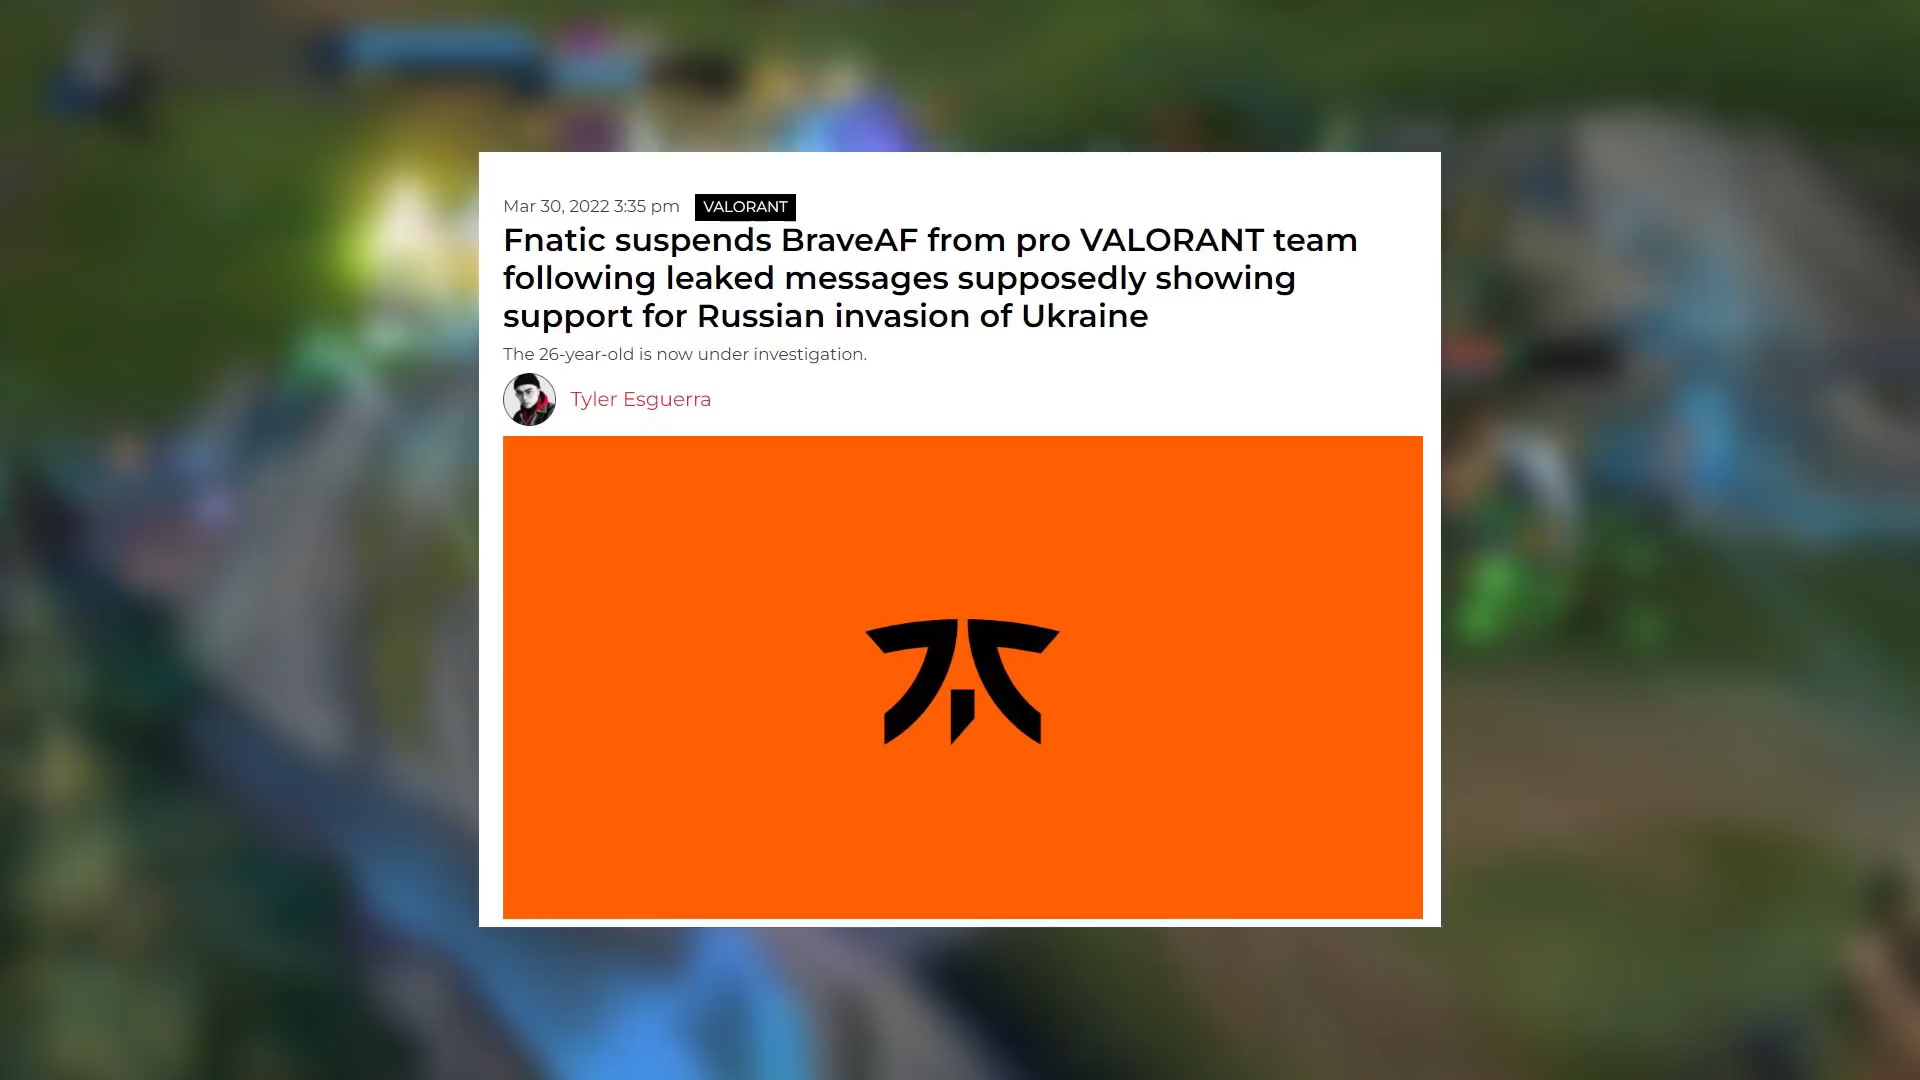 Mar 30, 2022 3:35 pm VALORANT
Fnatic suspends BraveAF from pro VALORANT team
following leaked messages supposedly showing
support for Russian invasion of Ukraine
The 26-year-old is now under investigation.
Tyler Esguerra